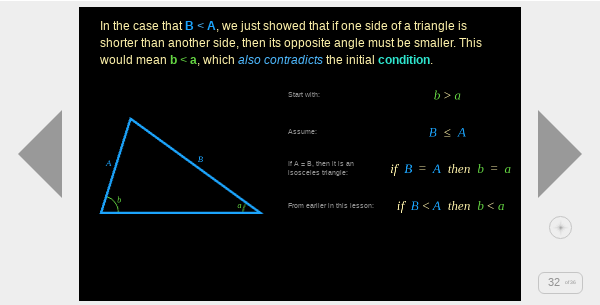 In the case that B < A, we just showed that if one side of a triangle is
shorter than another side, then its opposite angle must be smaller. This
would mean b < a, which also contradicts the initial condition.
Start with:
b > a
Assume:
B ≤ A
If A = B, then it is an
isosceles triangle:
if B = A then b = a
From earlier in this lesson:
if B < A then b < a
A
B
b
a
32 of 36